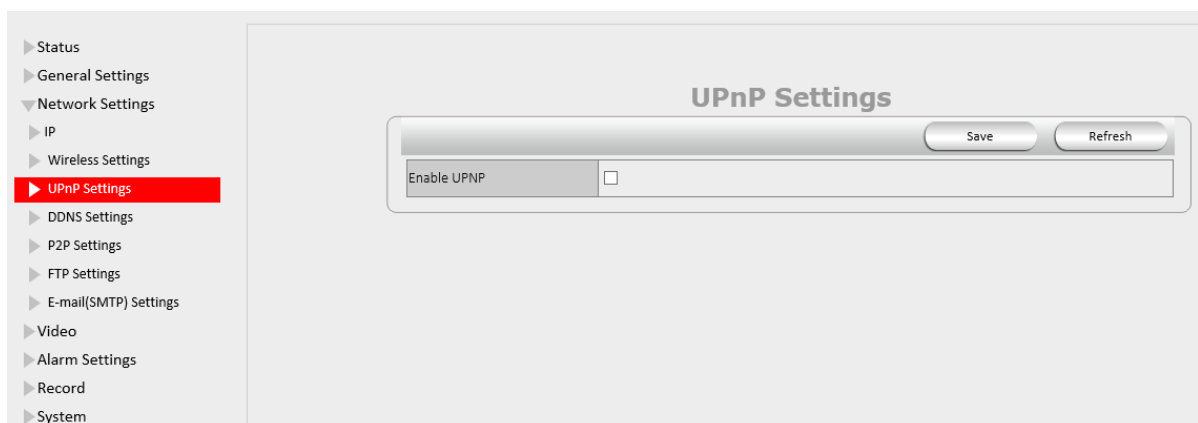 Status
General Settings
Network Settings
IP
Wireless Settings
UPnP Settings
DDNS Settings
P2P Settings
FTP Settings
E-mail(SMTP) Settings
Video
Alarm Settings
Record
System
UPnP Settings
Save
Refresh
Enable UPNP